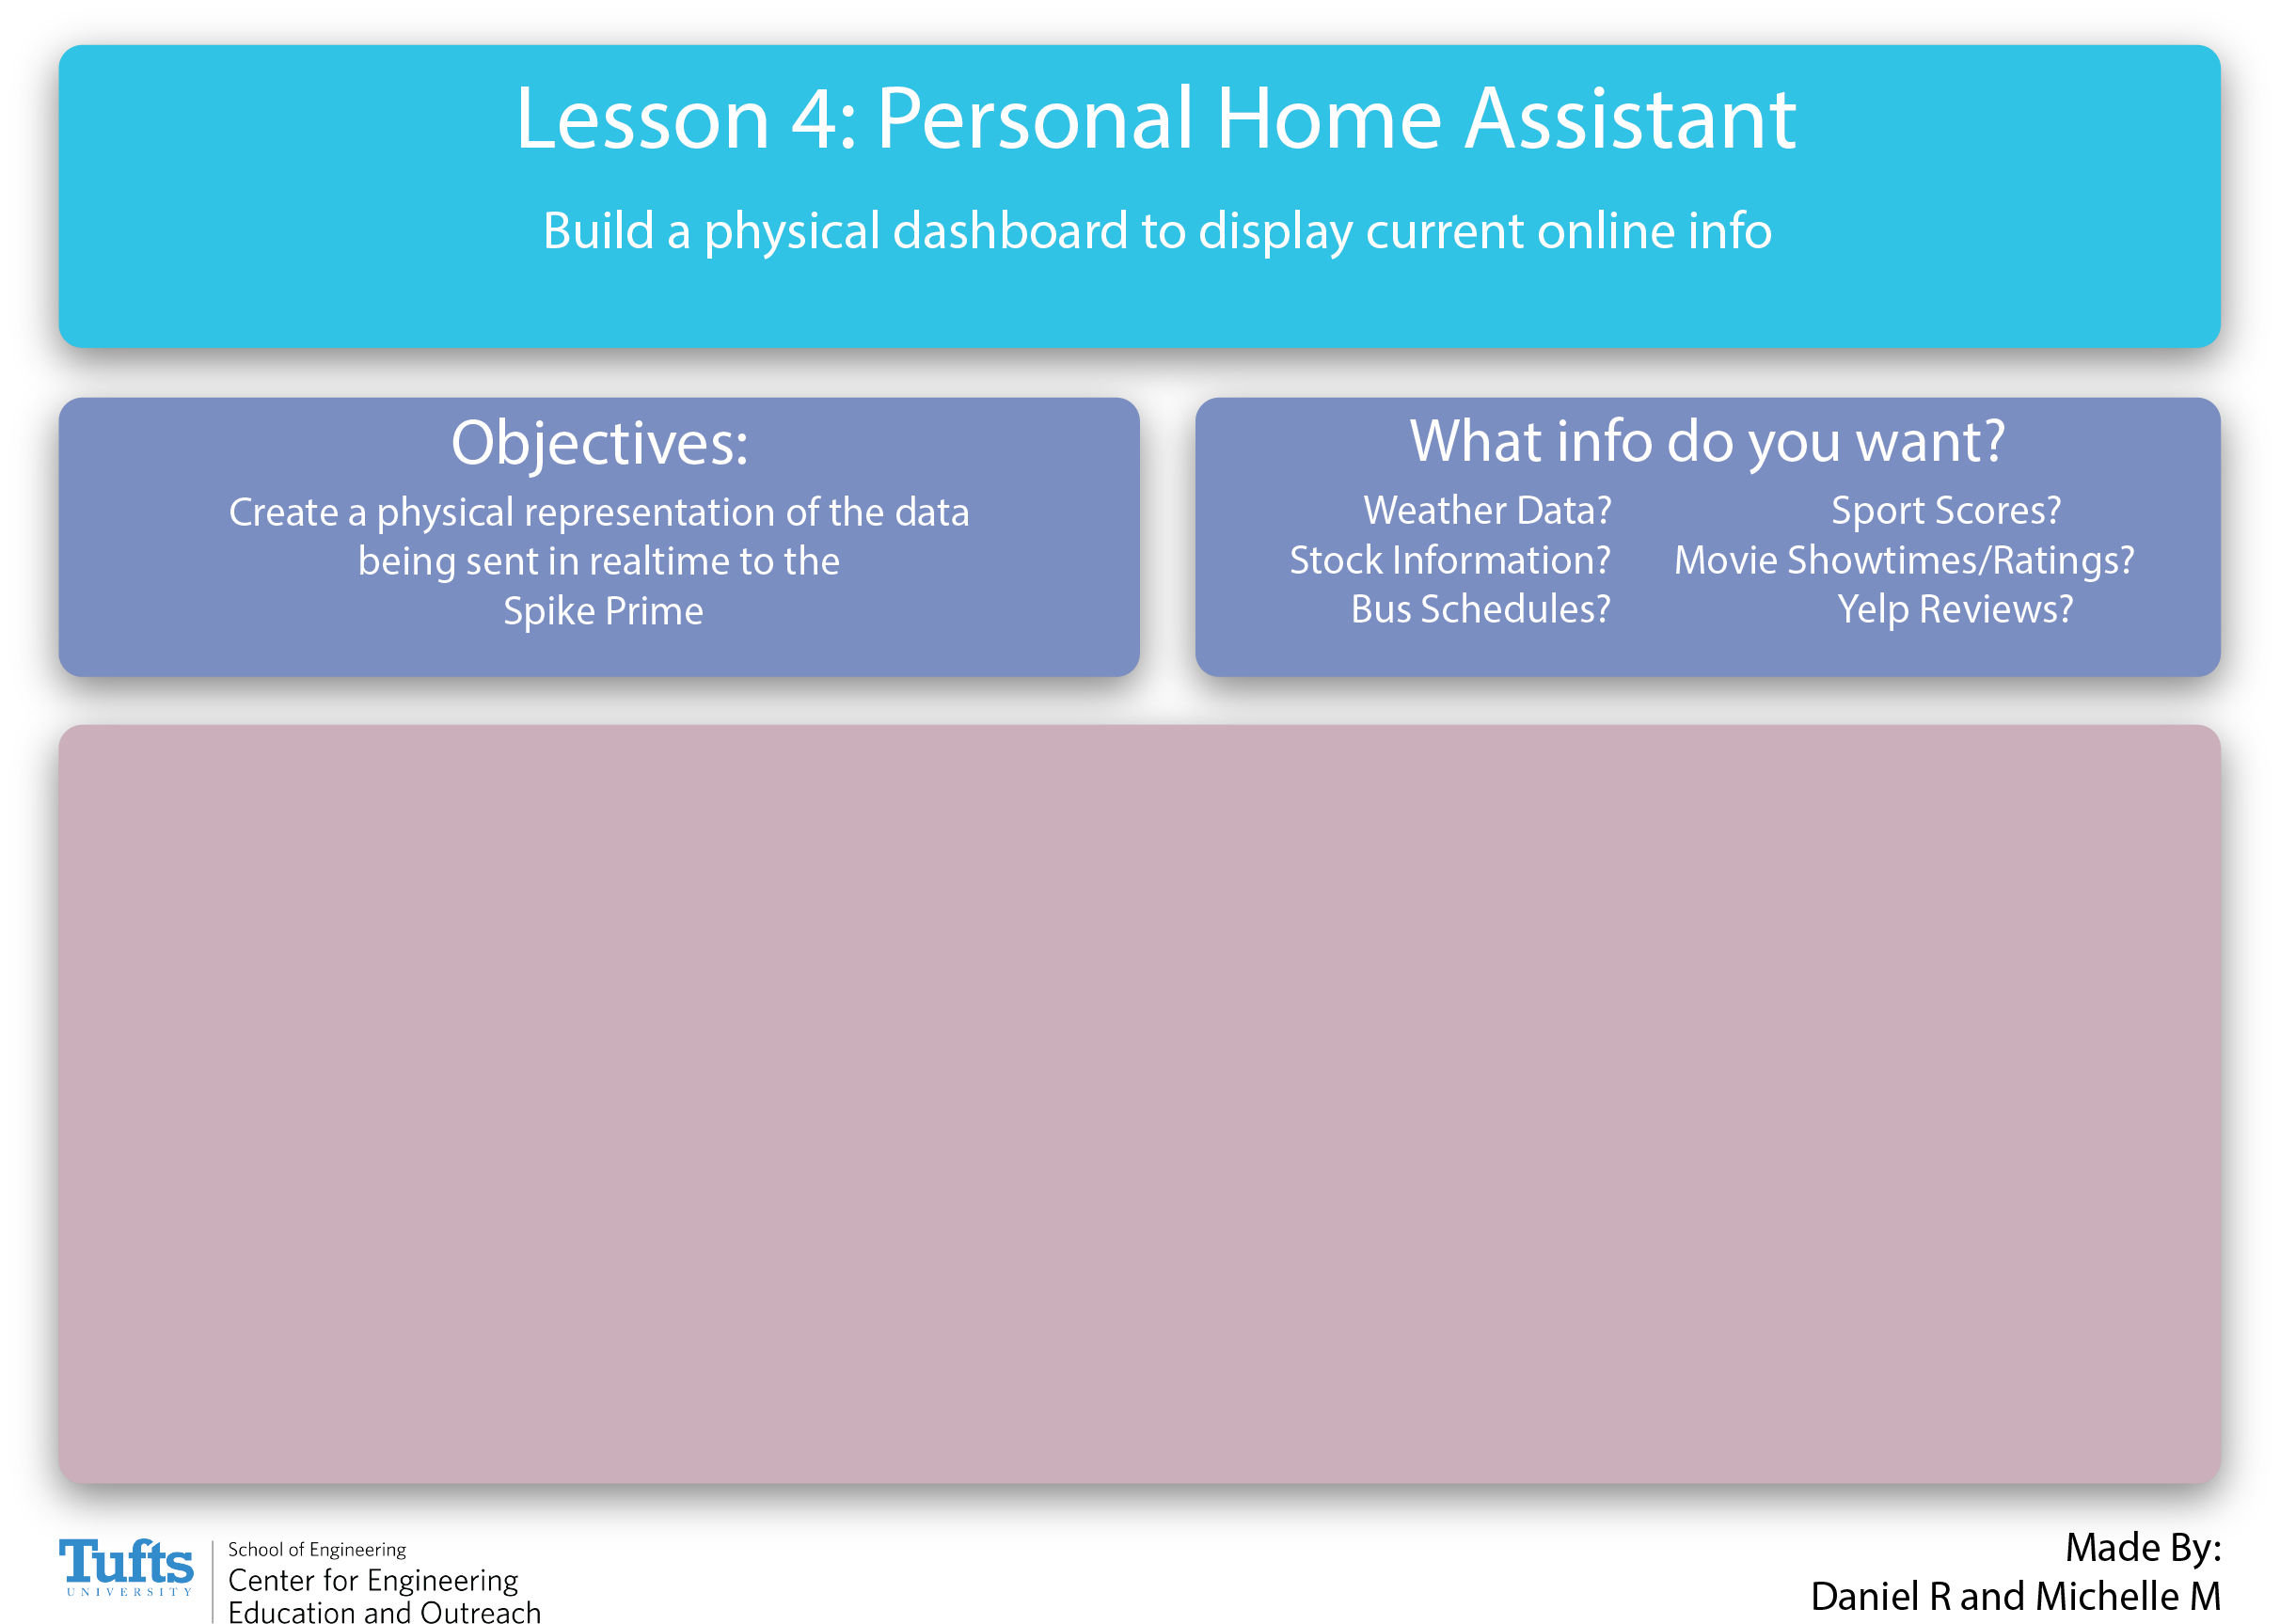 Lesson 4: Personal Home Assistant
Build a physical dashboard to display current online info
Objectives:
Create a physical representation of the data
being sent in realtime to the
Spike Prime
What info do you want?
Weather Data?
Stock Information?
Bus Schedules?
Sport Scores?
Movie Showtimes/Ratings?
Yelp Reviews?
Tufts
UNIVERSITY
School of Engineering
Center for Engineering
Education and Outreach
Made By:
Daniel R and Michelle M